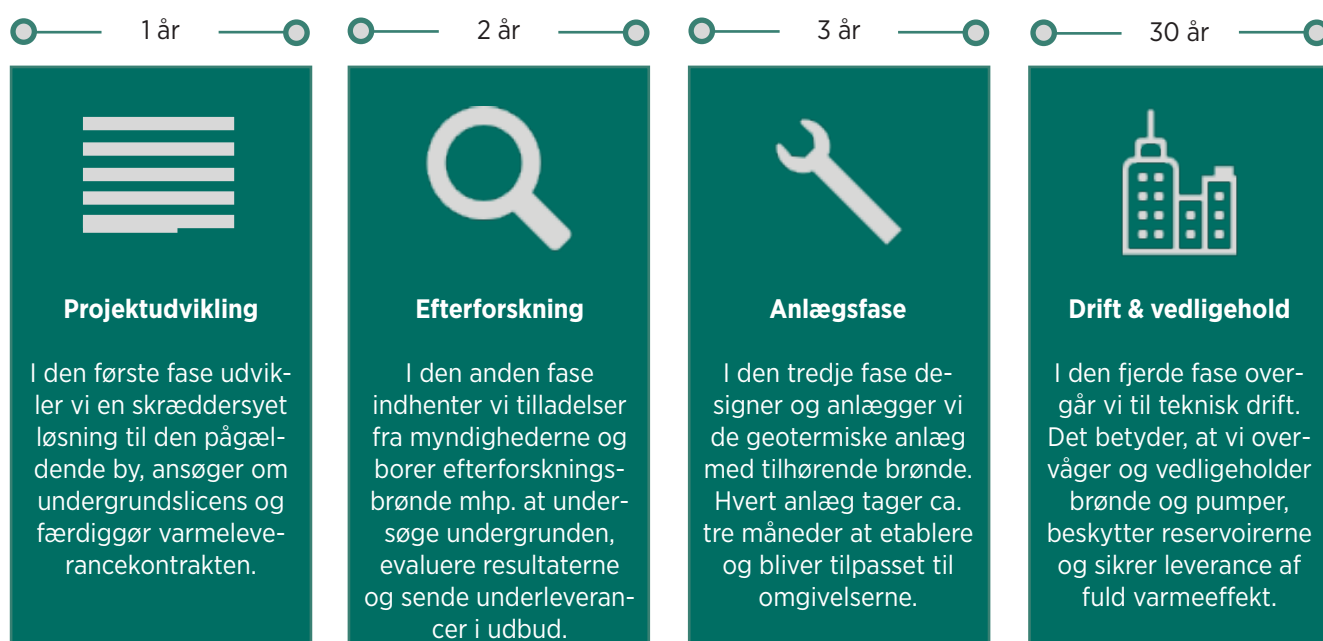 1 år
2 år
3 år
30 år
Projektudvikling
I den første fase udvik-
ler vi en skræddersyet
løsning til den pågæl-
dende by, ansøger om
undergrundslicens og
færdiggør varmeleve-
rancekontrakten.
Efterforskning
I den anden fase
indhenter vi tilladelser
fra myndighederne og
borer efterforsknings-
brønde mhp. at under-
søge undergrunden,
evaluere resultaterne
og sende underleveran-
cer i udbud.
Anlægsfase
I den tredje fase de-
signer og anlægger vi
de geotermiske anlæg
med tilhørende brønde.
Hvert anlæg tager ca.
tre måneder at etablere
og bliver tilpasset til
omgivelserne.
Drift & vedligehold
I den fjerde fase over-
går vi til teknisk drift.
Det betyder, at vi over-
våger og vedligeholder
brønde og pumper,
beskytter reservoirerne
og sikrer leverance af
fuld varmeeffekt.